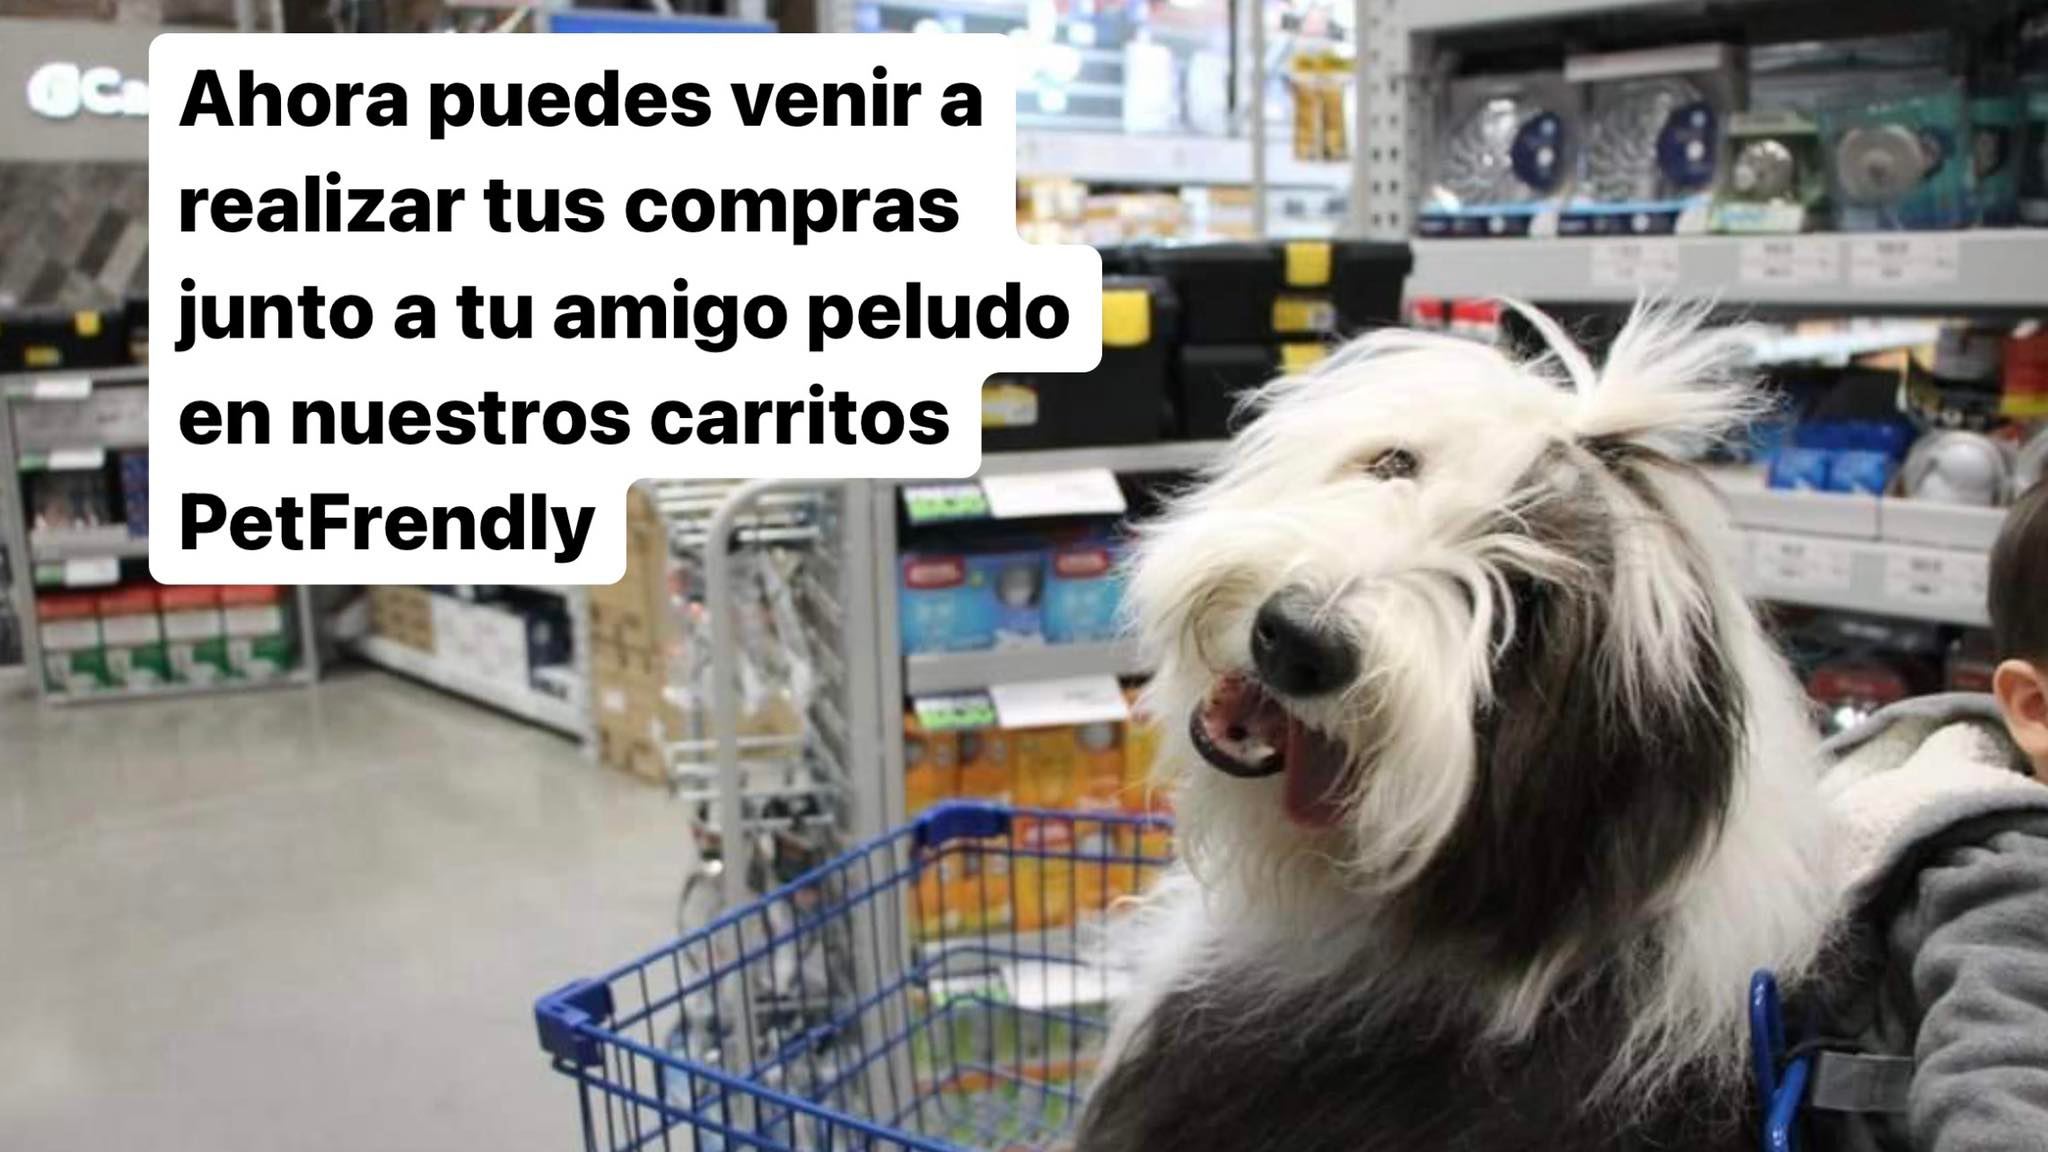 Ahora puedes venir a
realizar tus compras
junto a tu amigo peludo
en nuestros carritos
PetFrendly